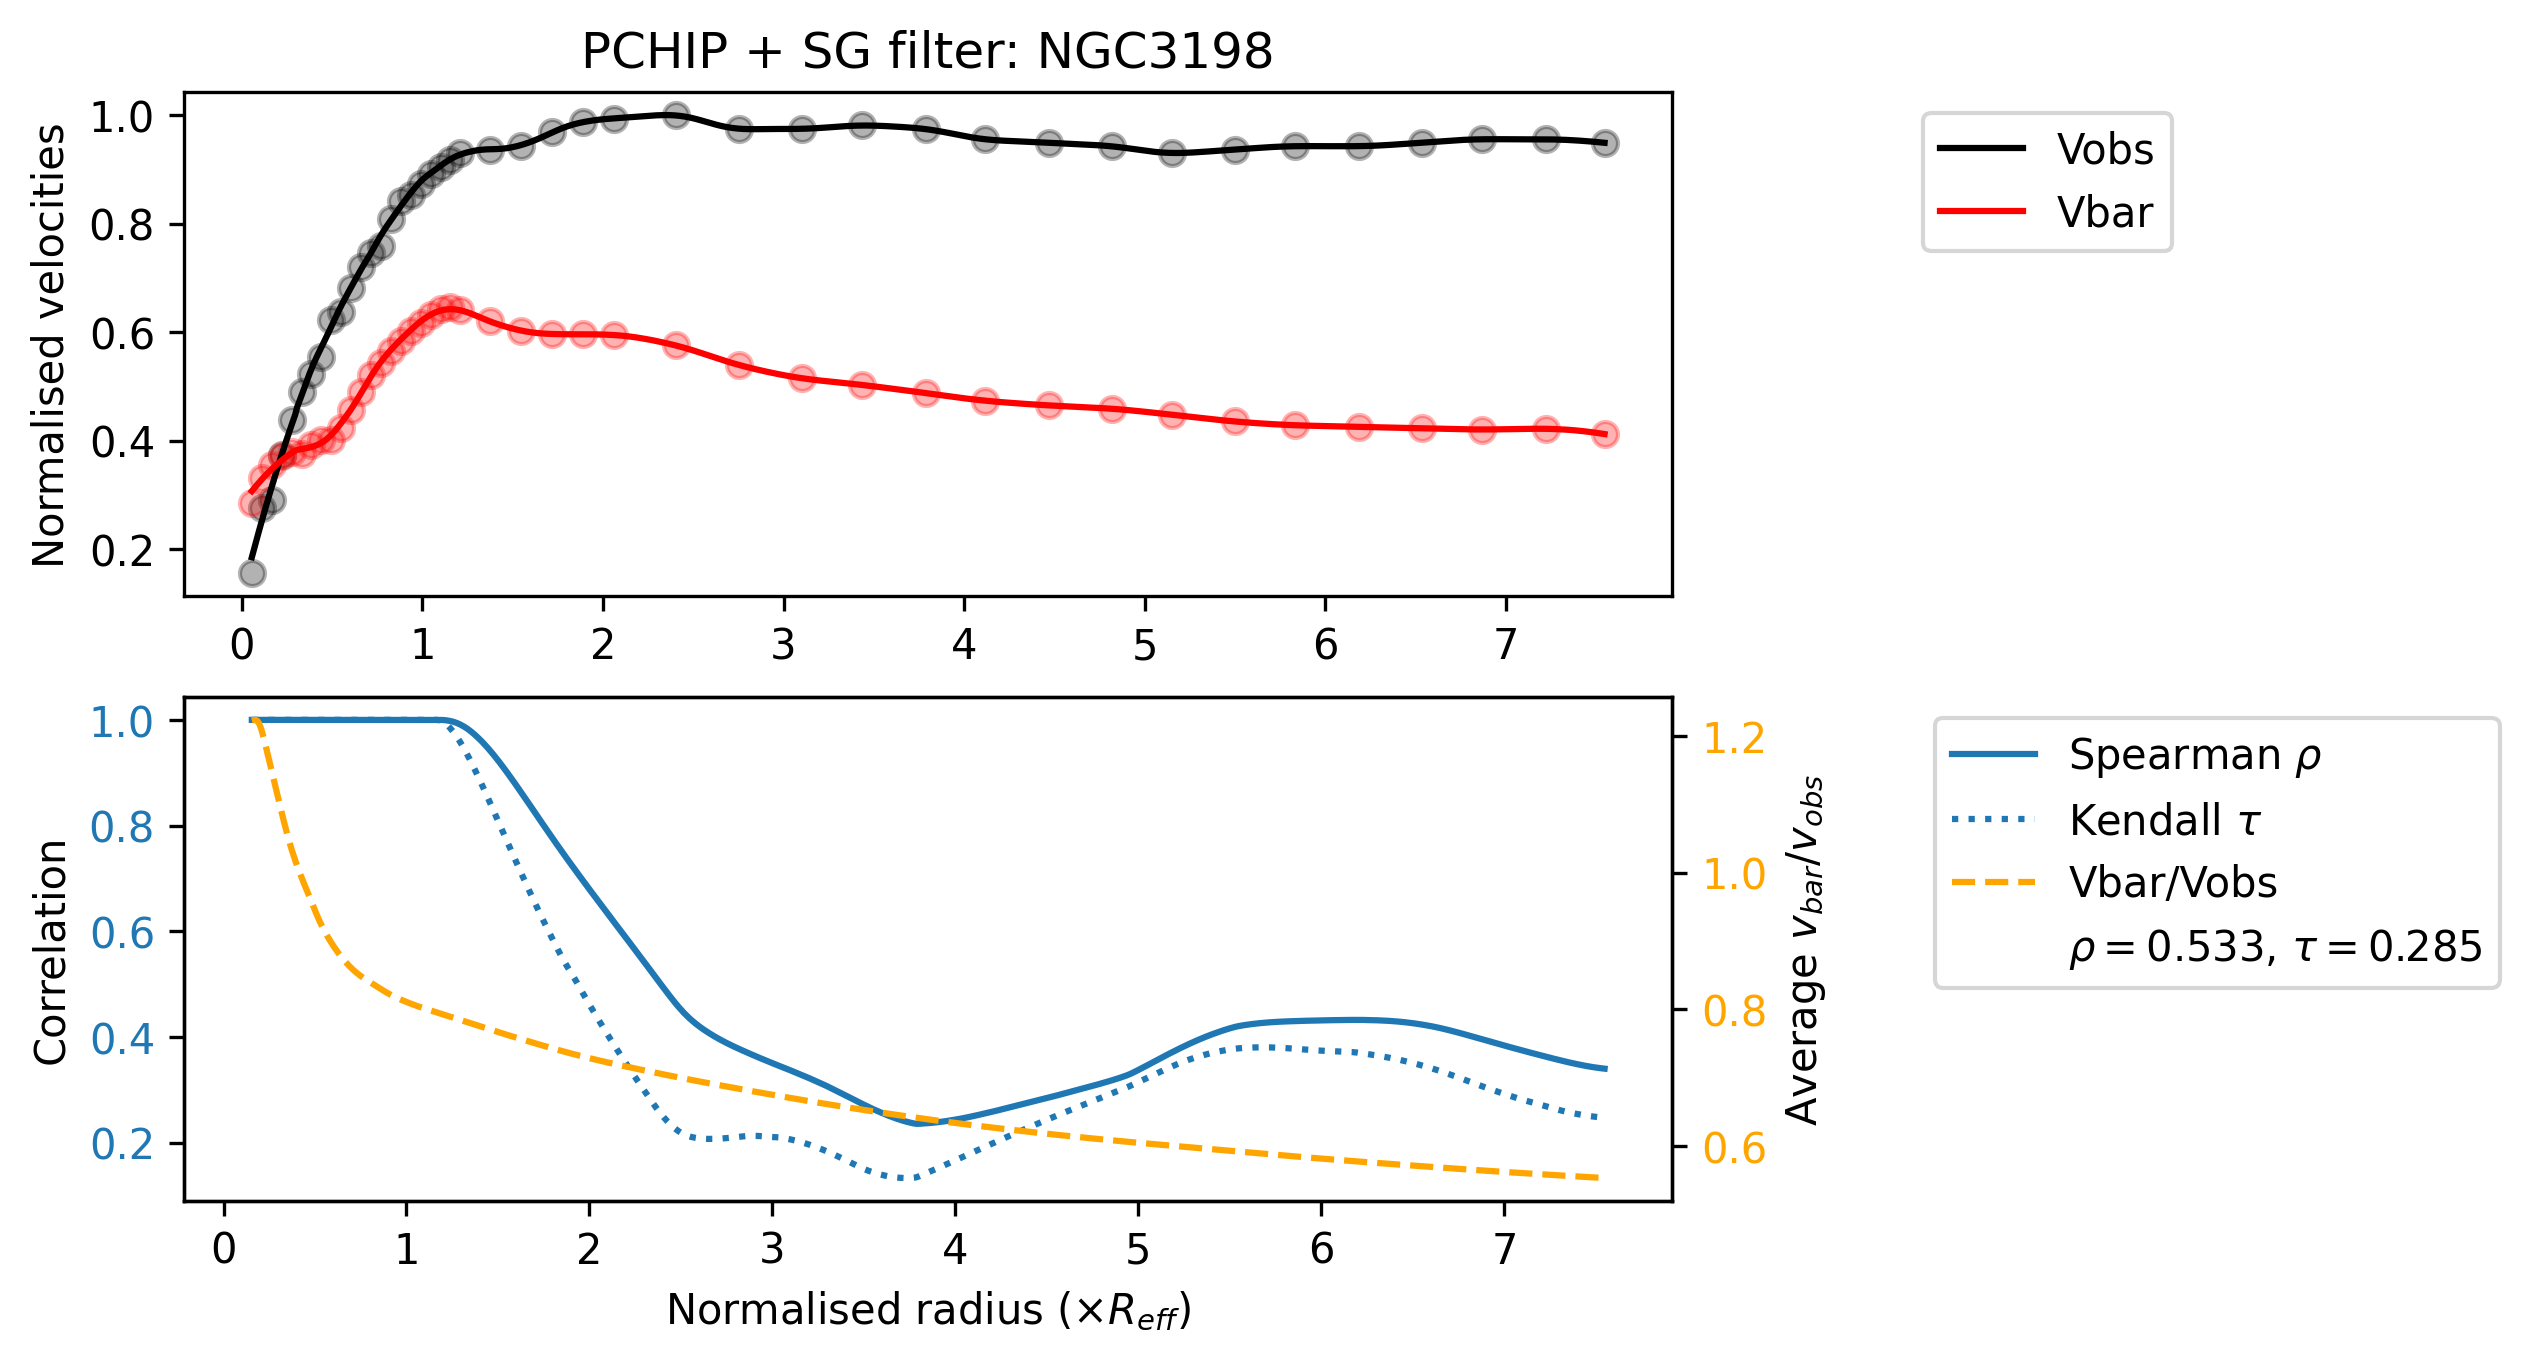 PCHIP + SG filter: NGC3198
Normalised velocities
1.0
0.8
0.6
0.4
0.2
0 1 2 3 4 5 6 7
Vobs
Vbar
Correlation
1.0
0.8
0.6
0.4
0.2
0 1 2 3 4 5 6 7
Normalised radius (×R_eff)
1.2
1.0
0.8
0.6
Average v_bar/v_obs
Spearman ρ
Kendall τ
Vbar/Vobs
ρ = 0.533, τ = 0.285